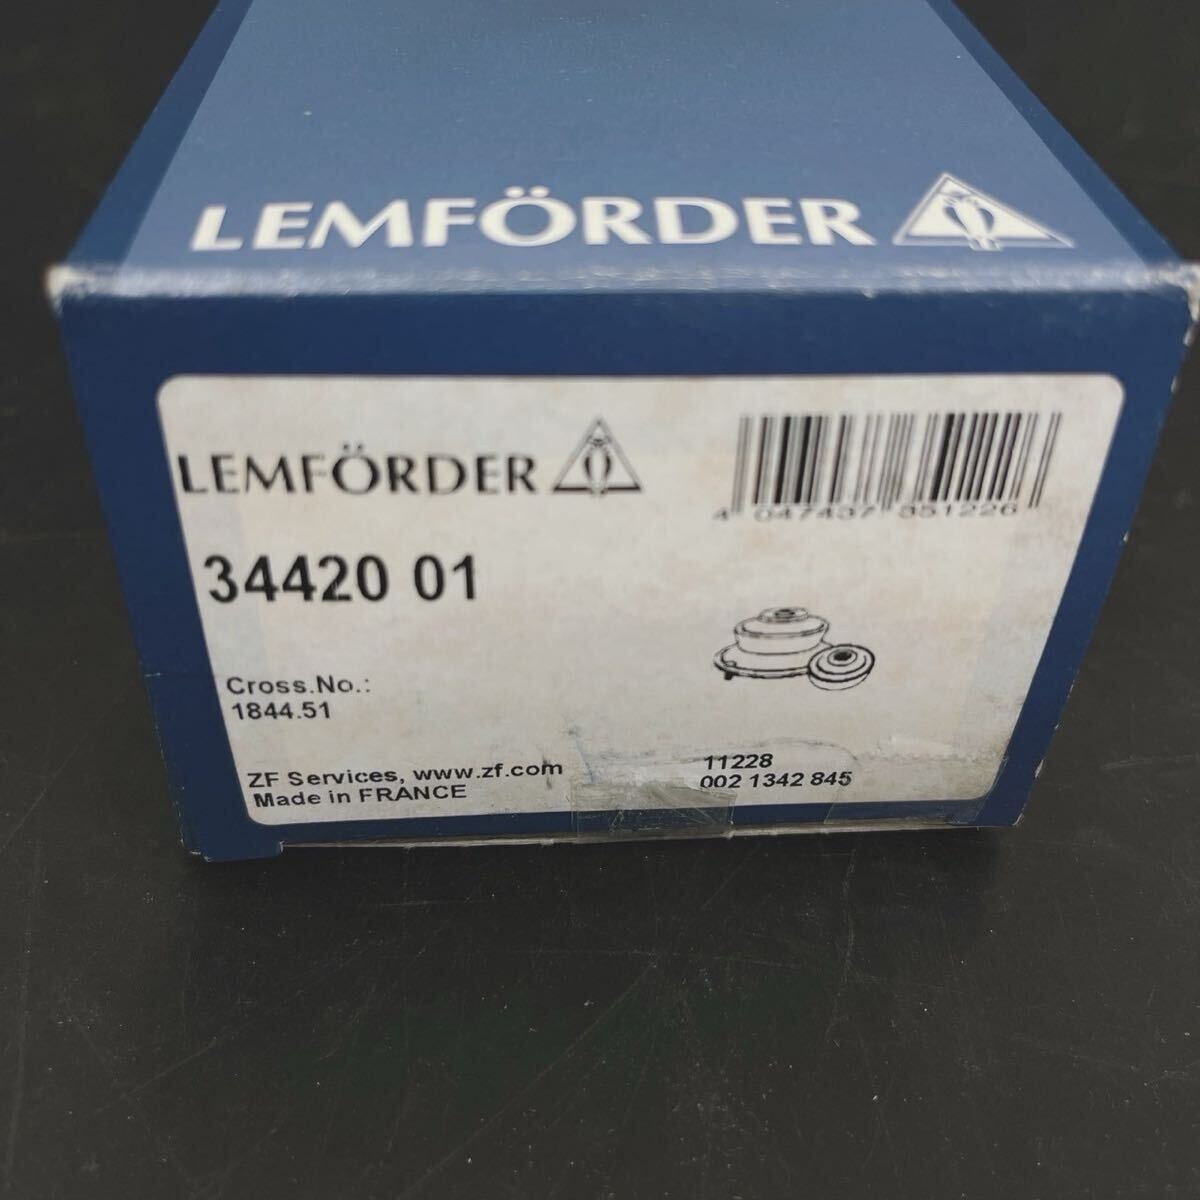 LEMFÖRDER
LEMFÖRDER
4 047437 351226
34420 01
Cross.No.:
1844.51
ZF Services, www.zf.com
Made in FRANCE
11228
002 1342 845